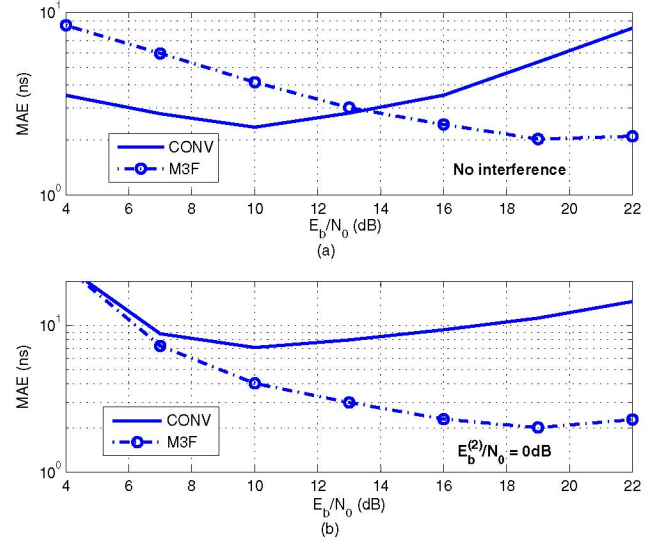 10^1
MAE (ns)
CONV
M3F
No interference
10^0
4 6 8 10 12 14 16 18 20 22
E_b/N_0 (dB)
(a)
10^1
MAE (ns)
CONV
M3F
E_b^(2)/N_0 = 0dB
10^0
4 6 8 10 12 14 16 18 20 22
E_b/N_0 (dB)
(b)